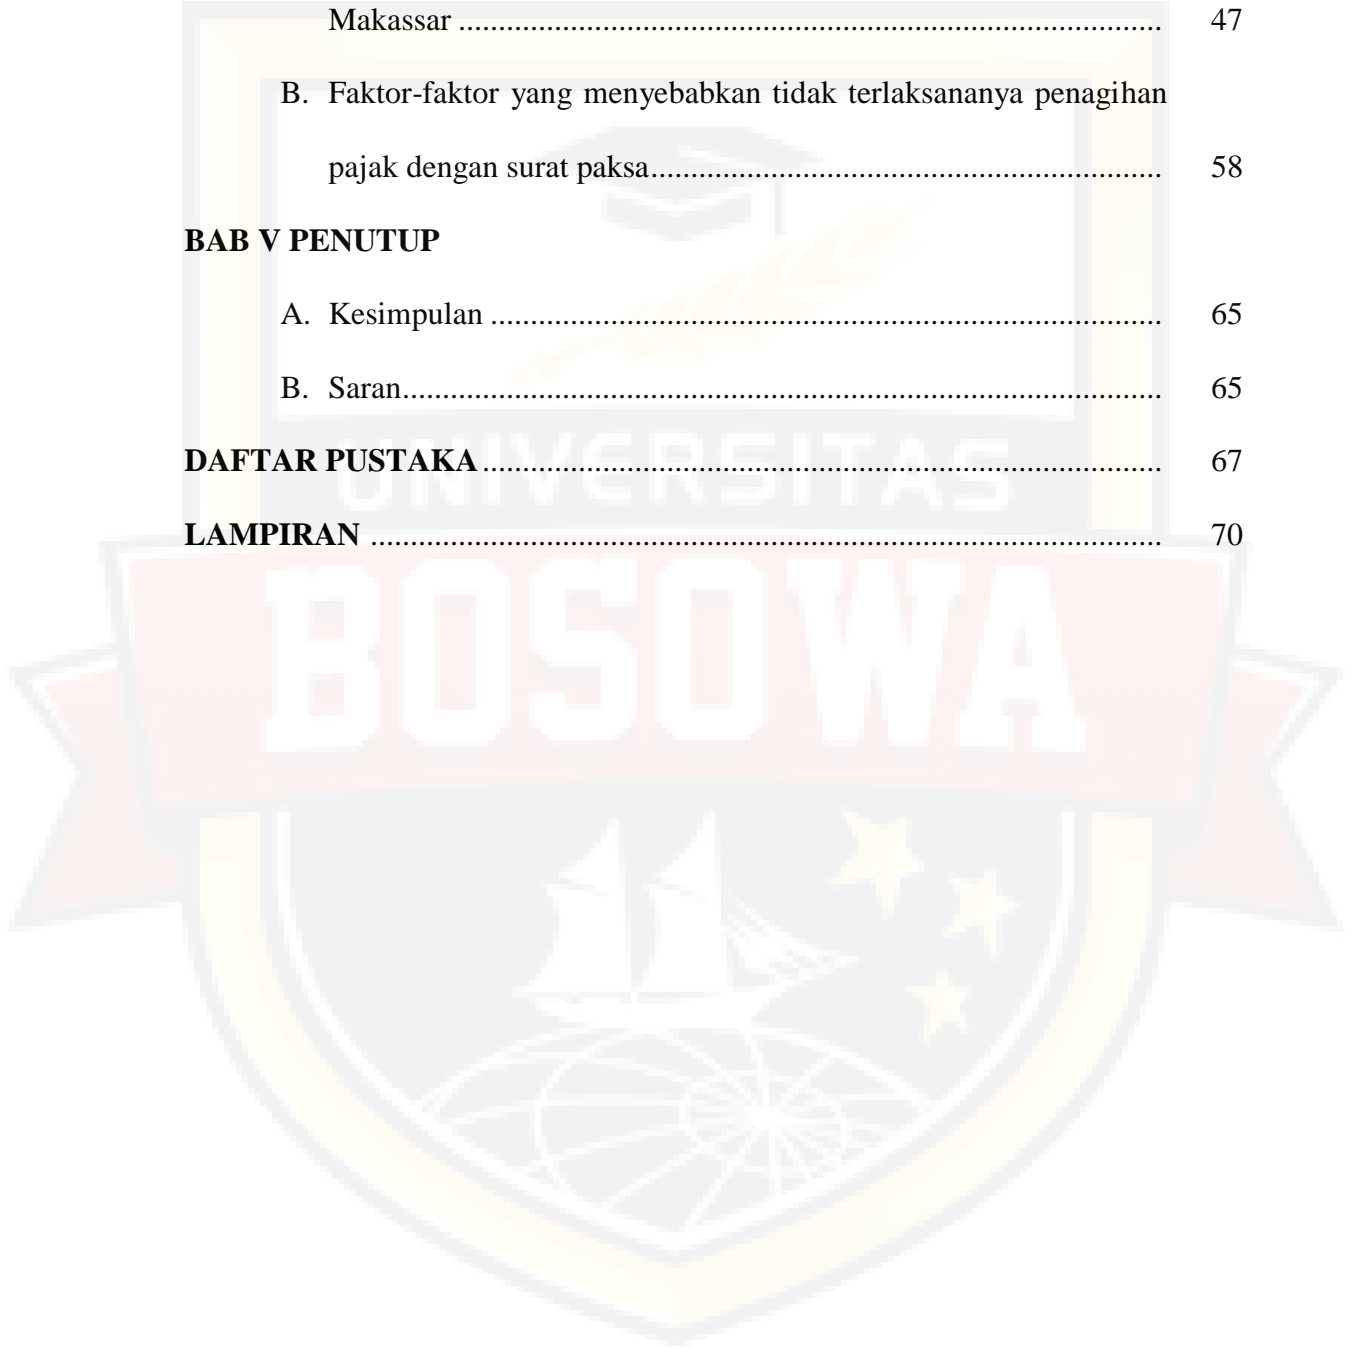 Makassar ........................................................................................ 47
B. Faktor-faktor yang menyebabkan tidak terlaksananya penagihan
pajak dengan surat paksa................................................................ 58
BAB V PENUTUP
A. Kesimpulan .................................................................................... 65
B. Saran............................................................................................... 65
DAFTAR PUSTAKA ..................................................................................... 67
LAMPIRAN ................................................................................................... 70
UNIVERSITAS
BOSOWA